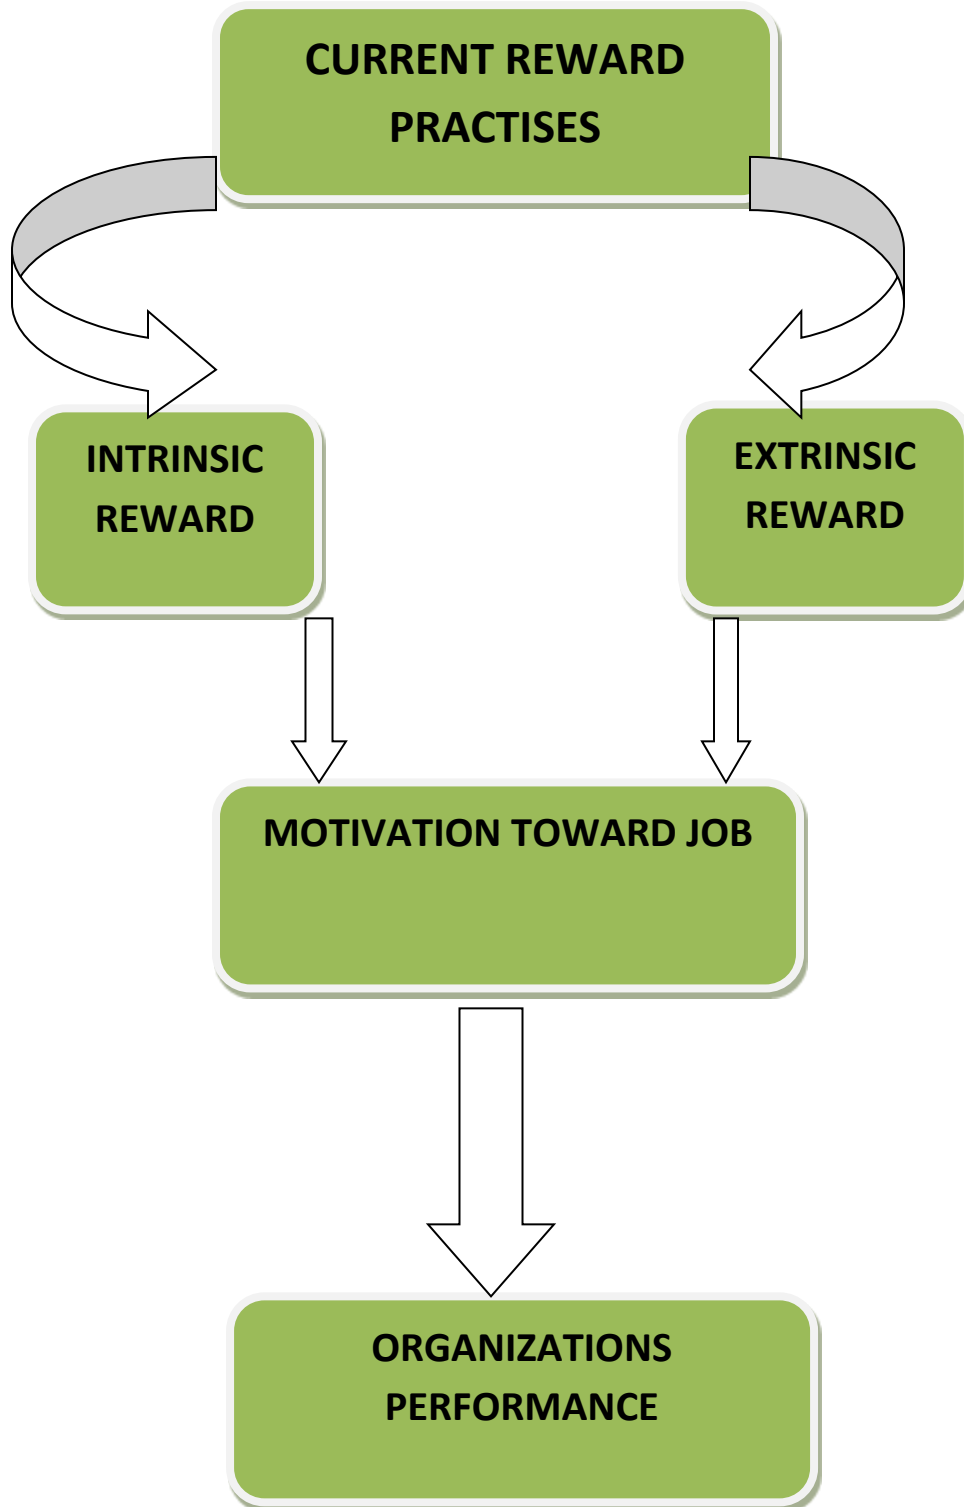 CURRENT REWARD
PRACTISES
INTRINSIC
REWARD
EXTRINSIC
REWARD
MOTIVATION TOWARD JOB
ORGANIZATIONS
PERFORMANCE